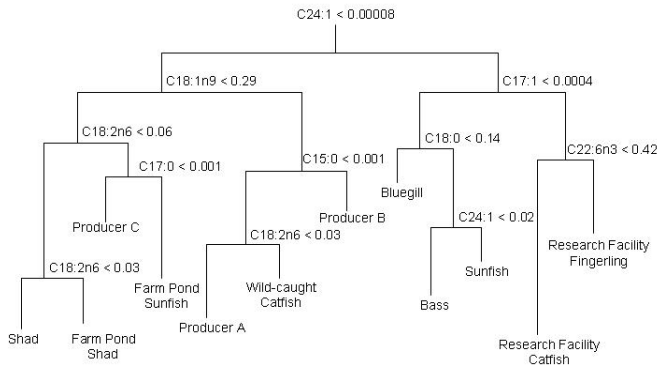 C24:1 < 0.00008
C18:1n9 < 0.29
C17:1 < 0.0004
C18:2n6 < 0.06
C18:0 < 0.14
C17:0 < 0.001
C15:0 < 0.001
C22:6n3 < 0.42
Bluegill
Producer C
Producer B
C24:1 < 0.02
C18:2n6 < 0.03
Research Facility
Fingerling
C18:2n6 < 0.03
Sunfish
Farm Pond
Sunfish
Wild-caught
Catfish
Bass
Producer A
Shad
Farm Pond
Shad
Research Facility
Catfish